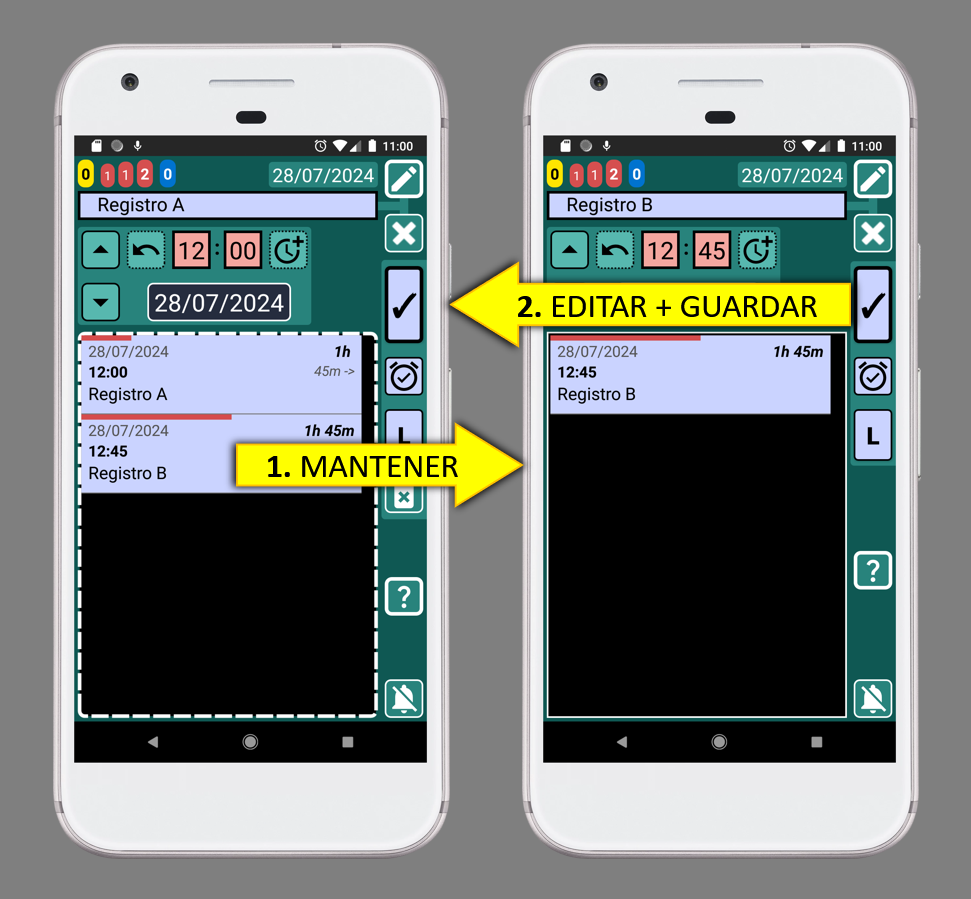 11:00
0 1 1 2 0 28/07/2024
Registro A
12 : 00
28/07/2024
28/07/2024 1h
12:00 45m ->
Registro A
28/07/2024 1h 45m
12:45
Registro B
L
?
1. MANTENER
2. EDITAR + GUARDAR
11:00
0 1 1 2 0 28/07/2024
Registro B
12 : 45
28/07/2024 1h 45m
12:45
Registro B
L
?